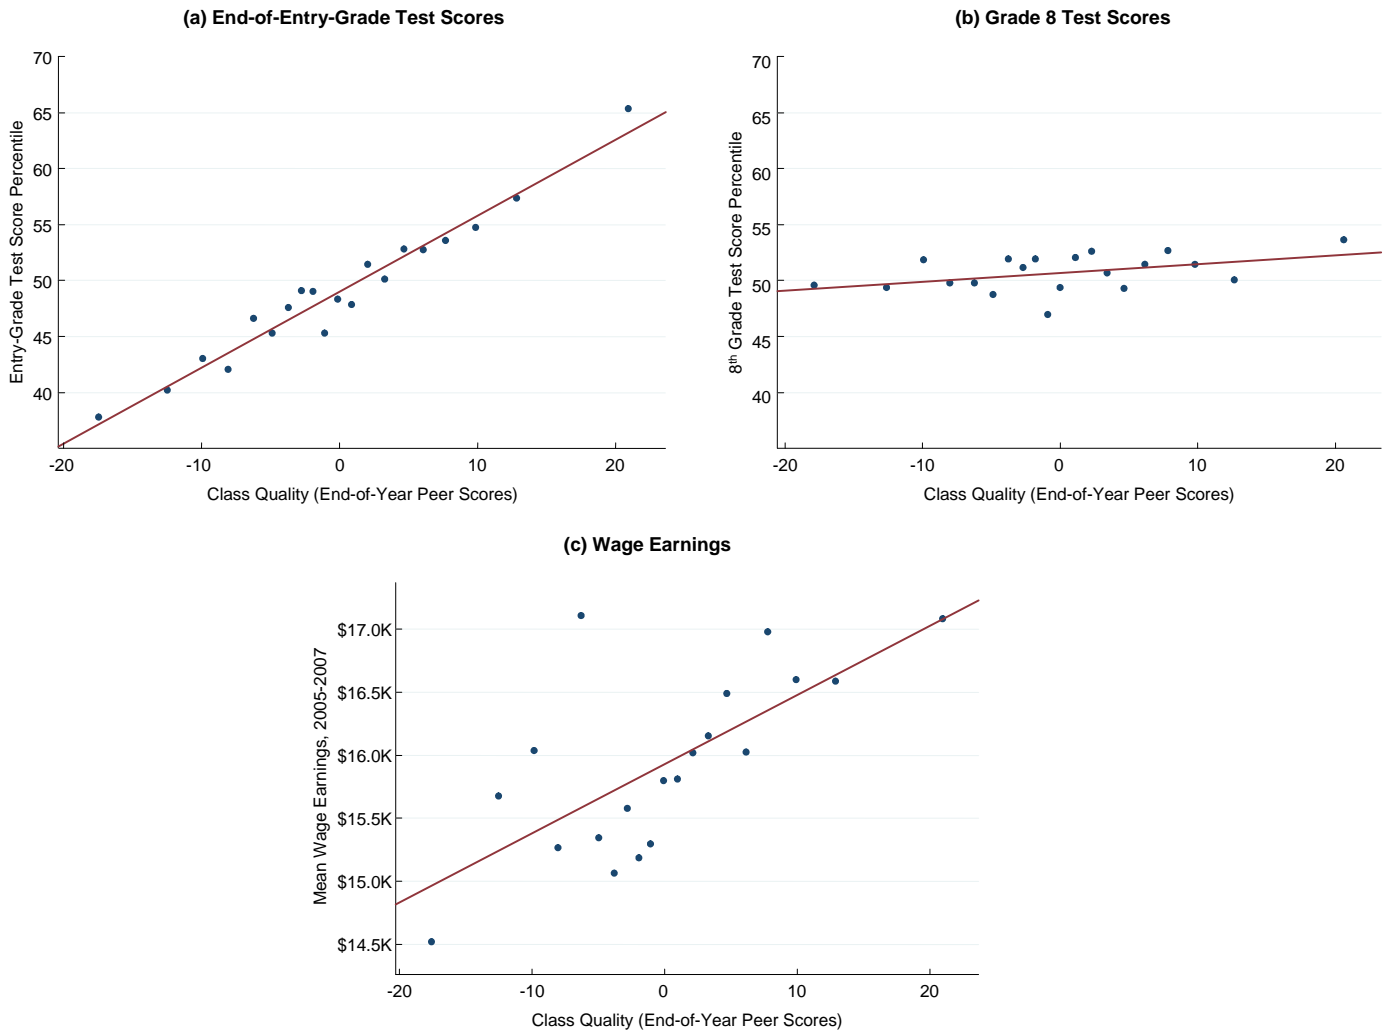 (a) End-of-Entry-Grade Test Scores
70
65
60
55
50
45
40
Entry-Grade Test Score Percentile
-20 -10 0 10 20
Class Quality (End-of-Year Peer Scores)
(b) Grade 8 Test Scores
70
65
60
55
50
45
40
8th Grade Test Score Percentile
-20 -10 0 10 20
Class Quality (End-of-Year Peer Scores)
(c) Wage Earnings
$17.0K
$16.5K
$16.0K
$15.5K
$15.0K
$14.5K
Mean Wage Earnings, 2005-2007
-20 -10 0 10 20
Class Quality (End-of-Year Peer Scores)